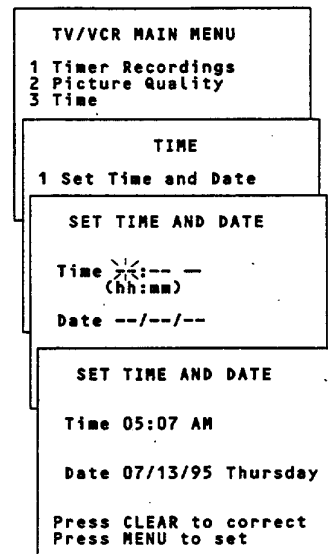 TV/VCR MAIN MENU
1 Timer Recordings
2 Picture Quality
3 Time
TIME
1 Set Time and Date
SET TIME AND DATE
Time --:-- --
(hh:mm)
Date --/--/--
SET TIME AND DATE
Time 05:07 AM
Date 07/13/95 Thursday
Press CLEAR to correct
Press MENU to set